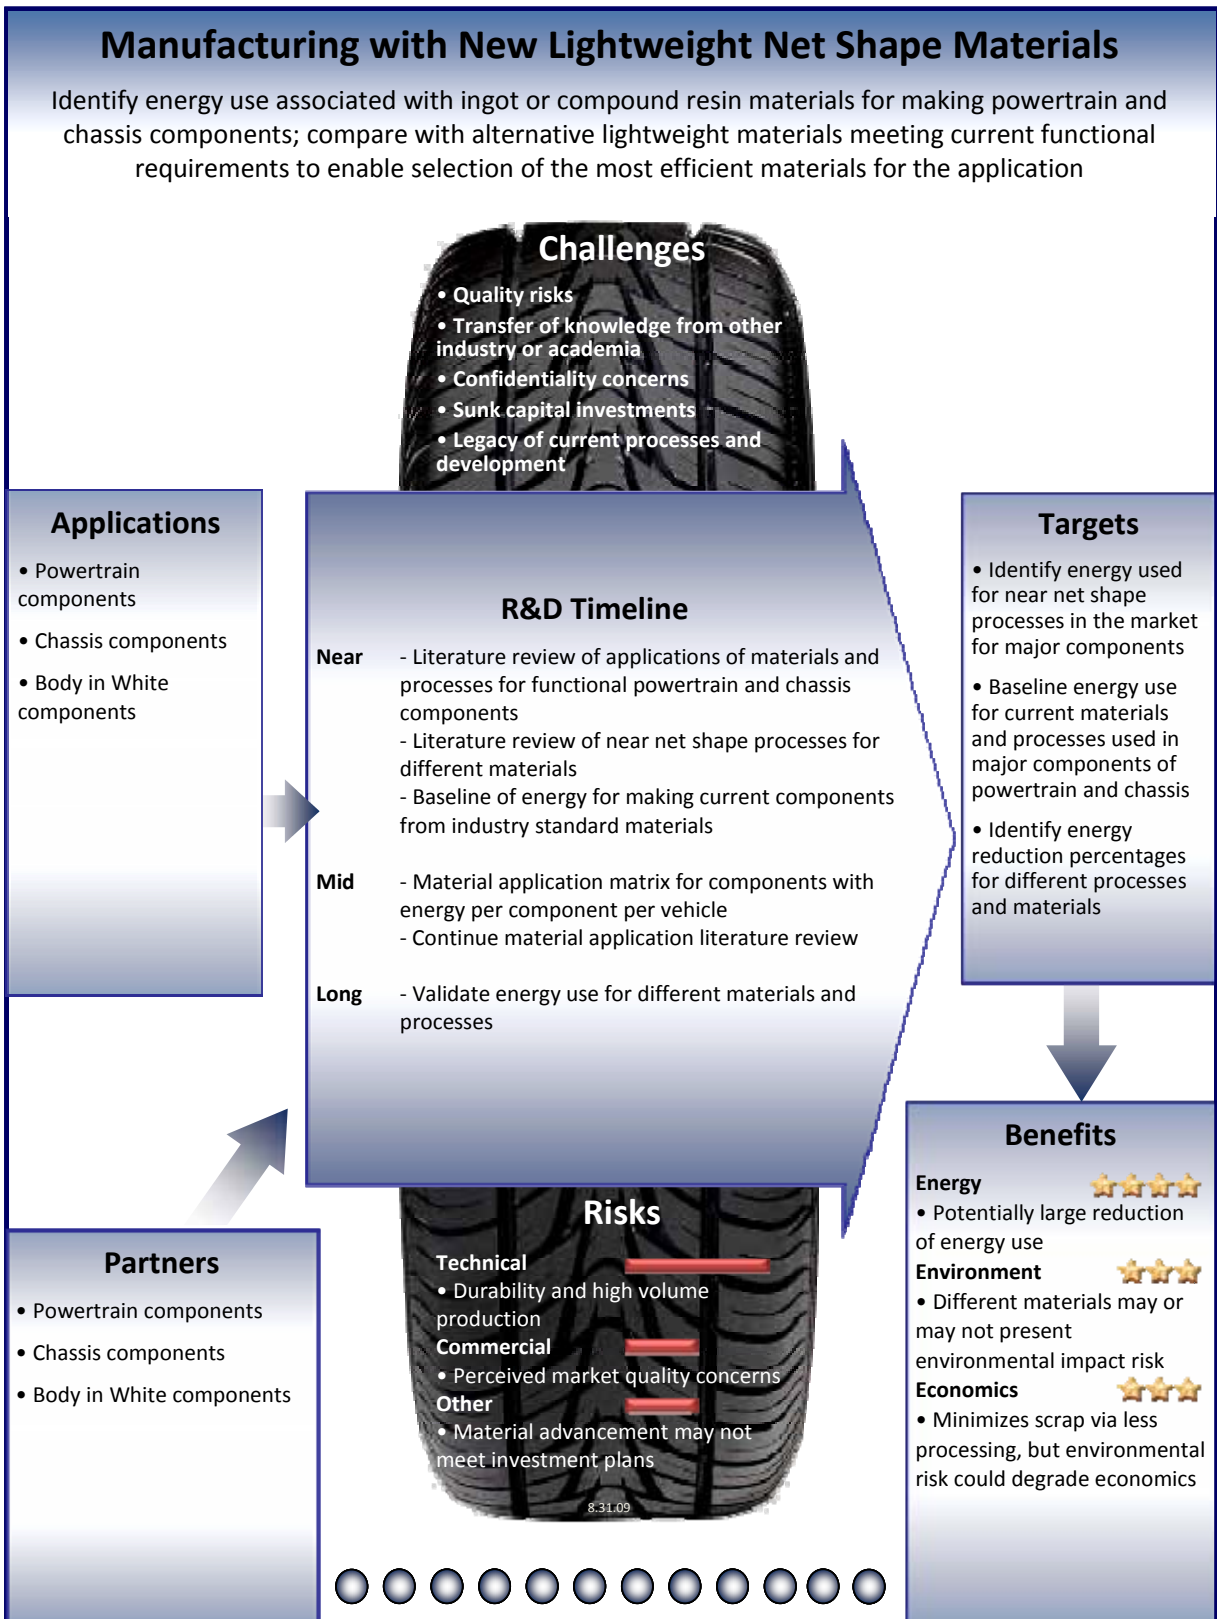 Manufacturing with New Lightweight Net Shape Materials
Identify energy use associated with ingot or compound resin materials for making powertrain and
chassis components; compare with alternative lightweight materials meeting current functional
requirements to enable selection of the most efficient materials for the application
Challenges
• Quality risks
• Transfer of knowledge from other
industry or academia
• Confidentiality concerns
• Sunk capital investments
• Legacy of current processes and
development
Applications
• Powertrain
components
• Chassis components
• Body in White
components
R&D Timeline
Near - Literature review of applications of materials and
processes for functional powertrain and chassis
components
- Literature review of near net shape processes for
different materials
- Baseline of energy for making current components
from industry standard materials
Mid - Material application matrix for components with
energy per component per vehicle
- Continue material application literature review
Long - Validate energy use for different materials and
processes
Targets
• Identify energy used
for near net shape
processes in the market
for major components
• Baseline energy use
for current materials
and processes used in
major components of
powertrain and chassis
• Identify energy
reduction percentages
for different processes
and materials
Partners
• Powertrain components
• Chassis components
• Body in White components
Risks
Technical
• Durability and high volume
production
Commercial
• Perceived market quality concerns
Other
• Material advancement may not
meet investment plans
8.31.09
Benefits
Energy
• Potentially large reduction
of energy use
Environment
• Different materials may or
may not present
environmental impact risk
Economics
• Minimizes scrap via less
processing, but environmental
risk could degrade economics